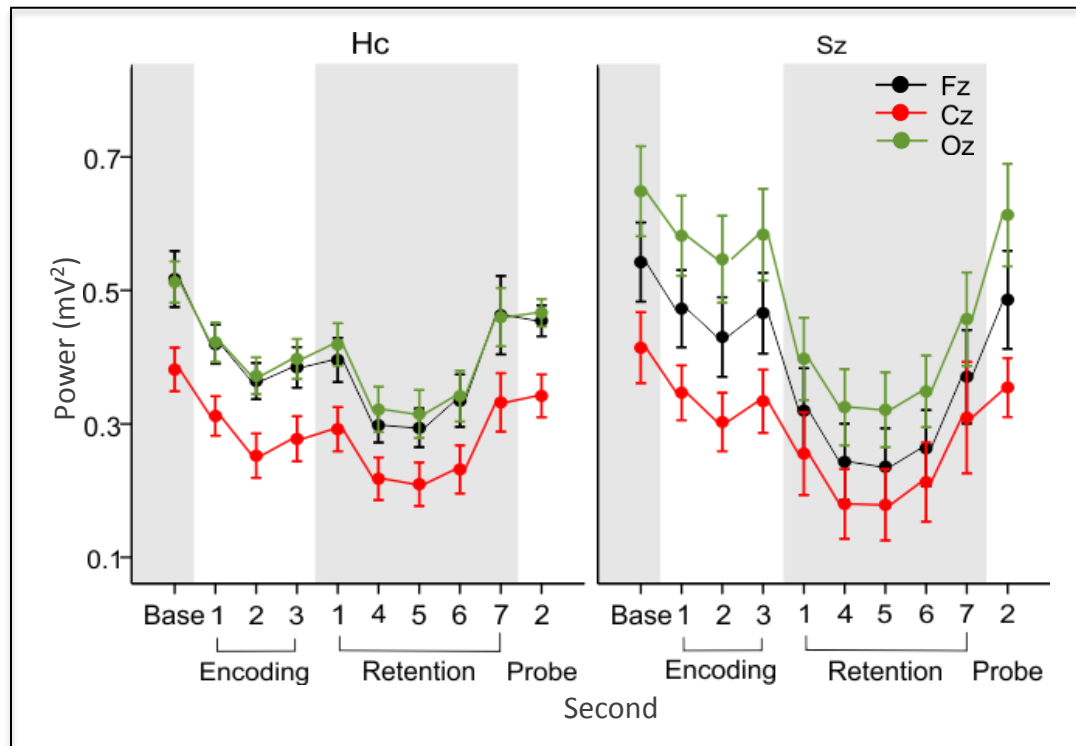 Hc
Sz
Fz
Cz
Oz
Power (mV²)
0.7
0.5
0.3
0.1
Base 1 2 3 1 4 5 6 7 2
Base 1 2 3 1 4 5 6 7 2
Encoding Retention Probe
Encoding Retention Probe
Second